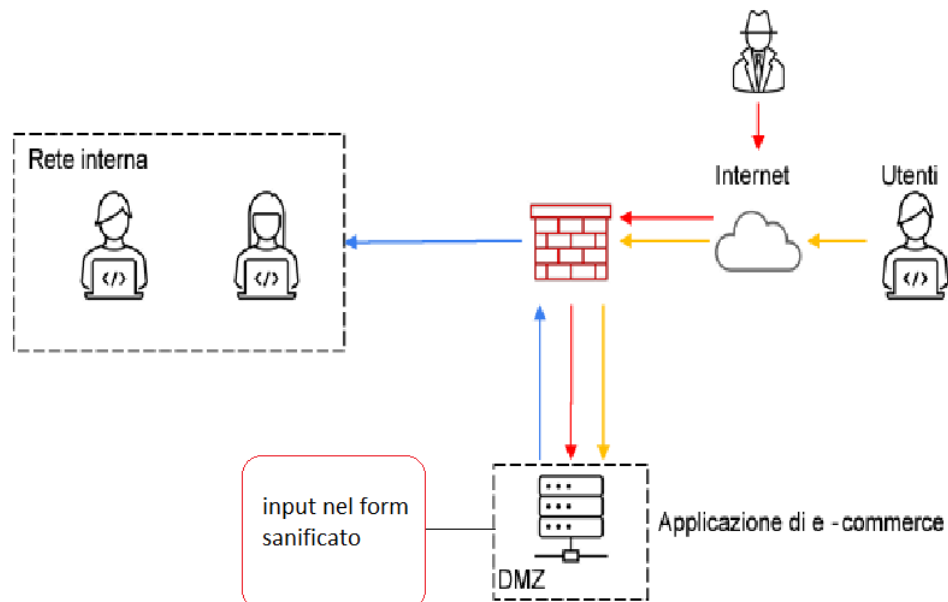 Rete interna
Internet
Utenti
</>
</>
</>
input nel form
sanificato
Applicazione di e - commerce
DMZ